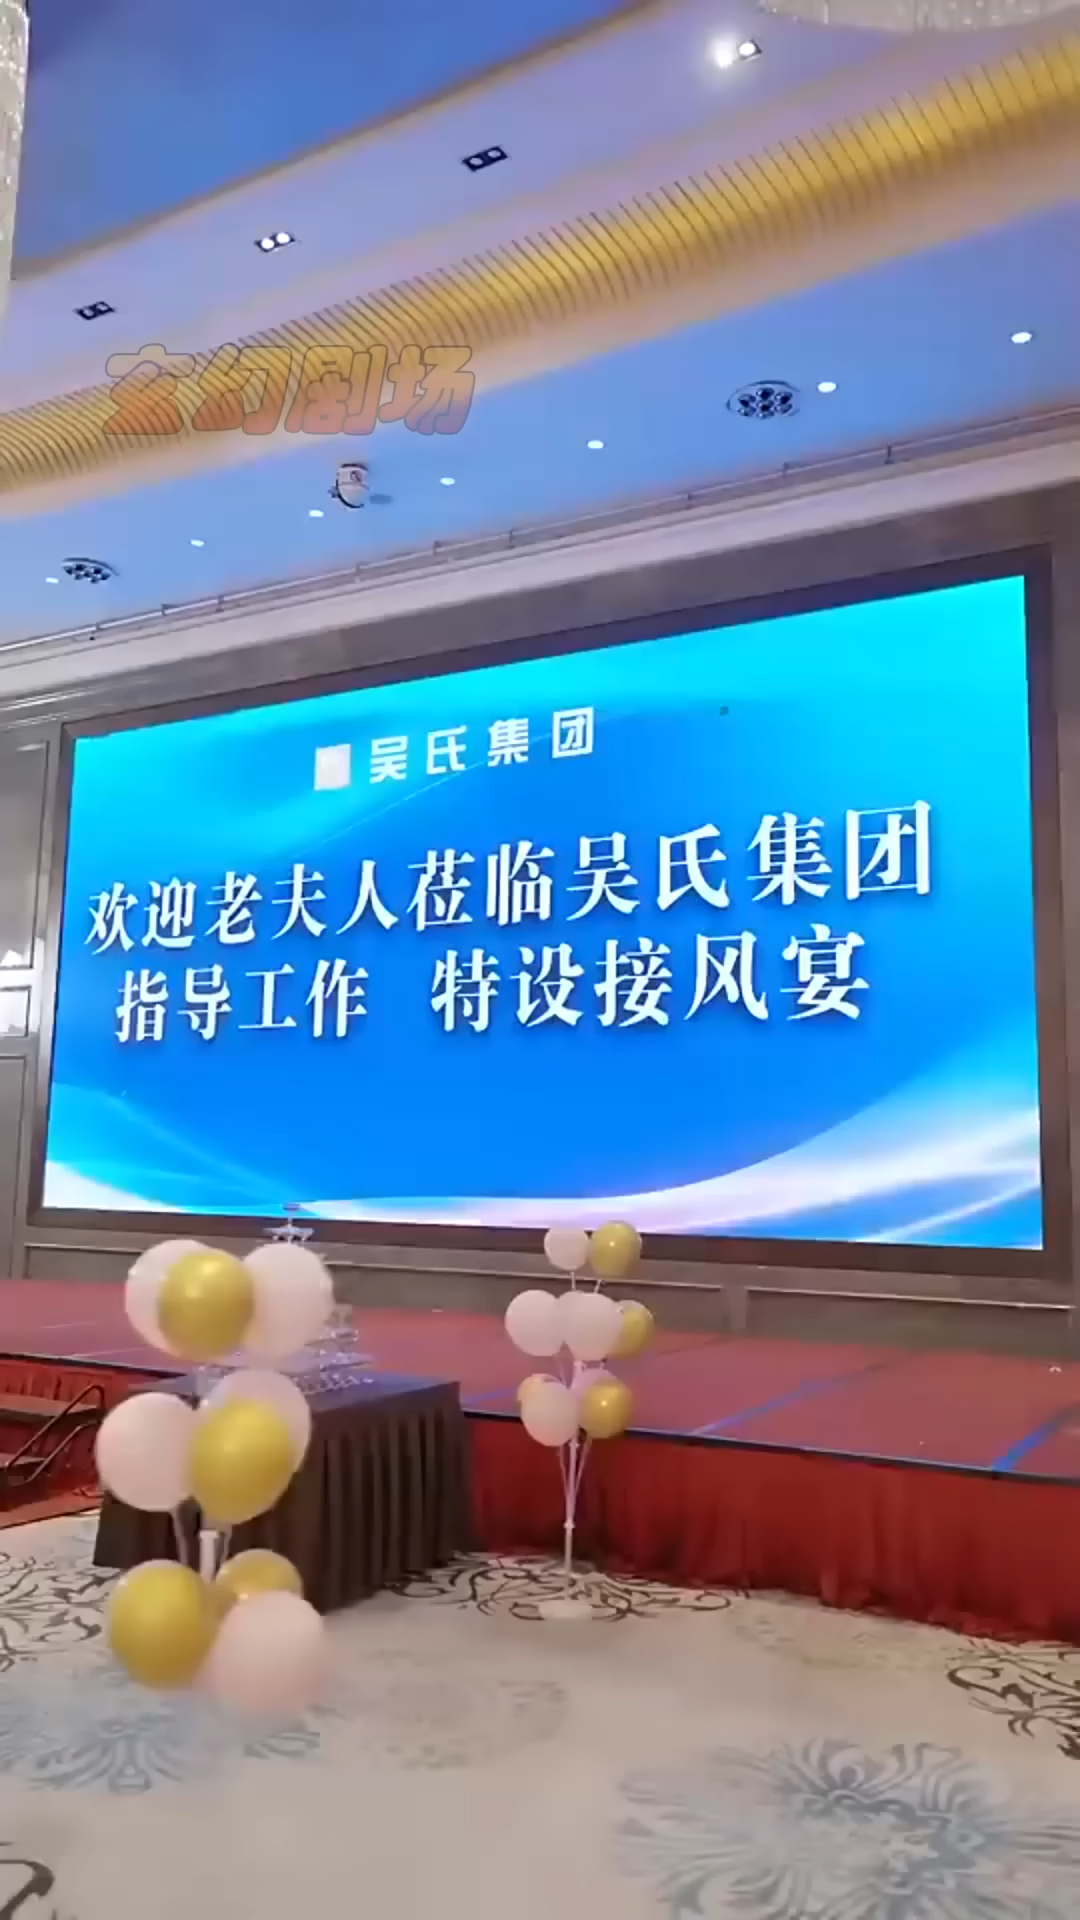 玄幻剧场
吴氏集团
欢迎老夫人莅临吴氏集团
指导工作 特设接风宴